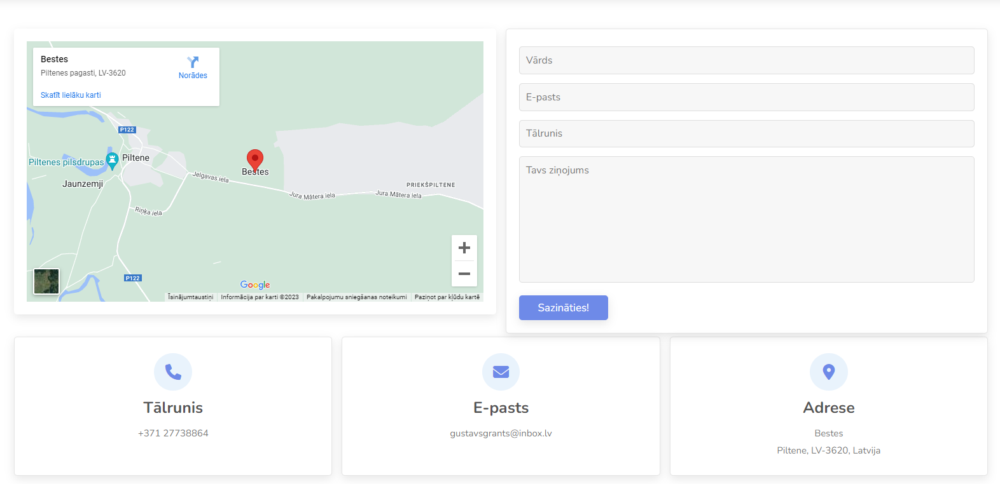 Bestes
Piltenes pagasti, LV-3620
Norādes
Skatīt lielāku karti
P122
Piltene
Piltenes pilsdrupas
Bestes
Jaunzemji
Jelgavas iela
PRIEKŠPILTENE
Jura Mātera iela
Jura Mātera iela
Riņķa iela
P122
Google
Īsinājumtaustiņi
Informācija par karti ©2023
Pakalpojumu sniegšanas noteikumi
Paziņot par kļūdu kartē
Vārds
E-pasts
Tālrunis
Tavs ziņojums
Sazināties!
Tālrunis
+371 27738864
E-pasts
gustavsgrants@inbox.lv
Adrese
Bestes
Piltene, LV-3620, Latvija